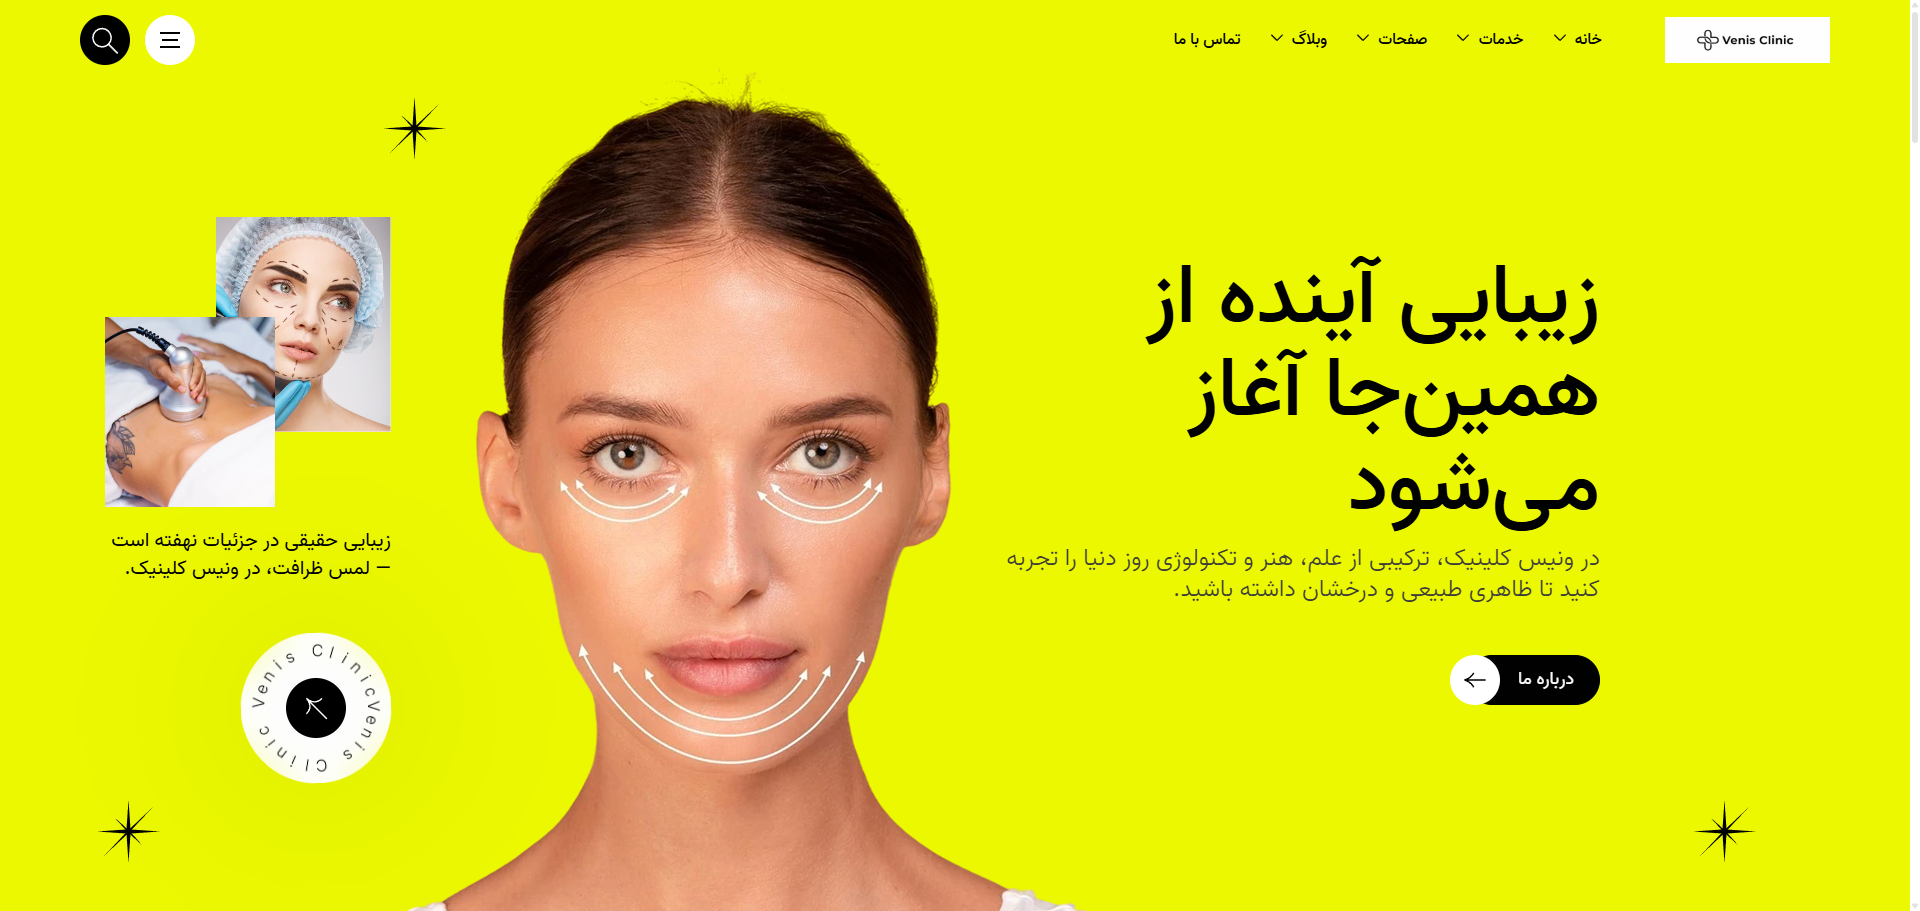 Venis Clinic
خانه
خدمات
صفحات
وبلاگ
تماس با ما
زیبایی آینده از
همین‌جا آغاز
می‌شود
در ونیس کلینیک، ترکیبی از علم، هنر و تکنولوژی روز دنیا را تجربه
کنید تا ظاهری طبیعی و درخشان داشته باشید.
درباره ما
زیبایی حقیقی در جزئیات نهفته است
— لمس ظرافت، در ونیس کلینیک.
Venis Clinic Venis Clinic